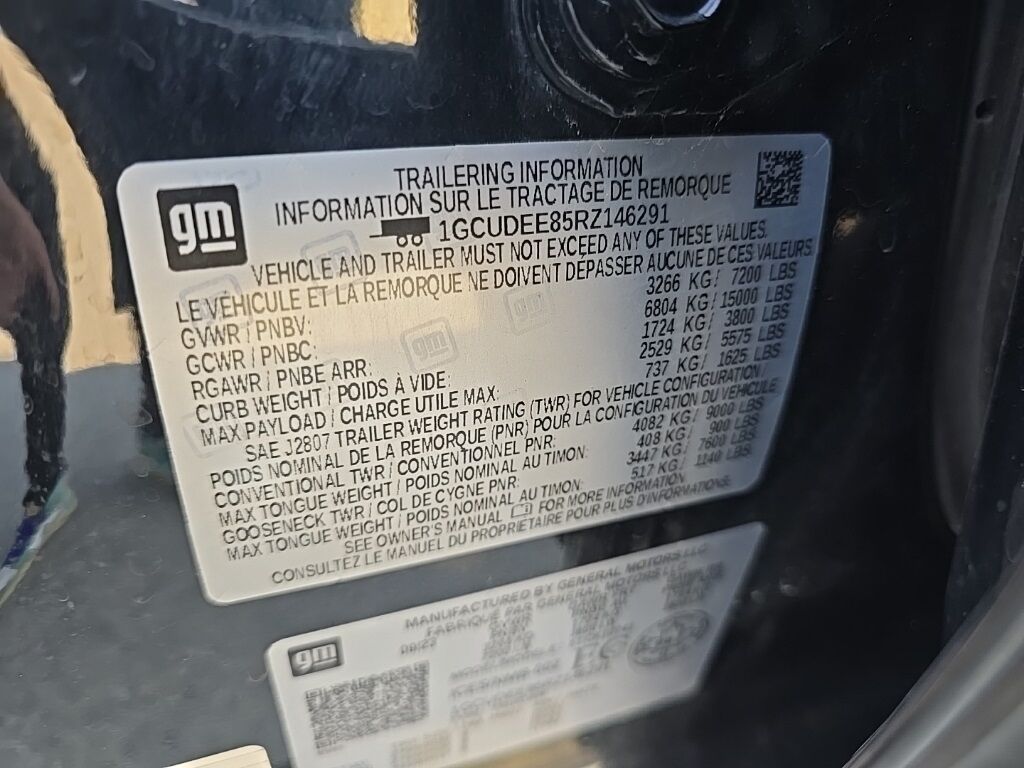 gm
TRAILERING INFORMATION
INFORMATION SUR LE TRACTAGE DE REMORQUE
1GCUDEE85RZ146291
VEHICLE AND TRAILER MUST NOT EXCEED ANY OF THESE VALUES.
LE VÉHICULE ET LA REMORQUE NE DOIVENT DÉPASSER AUCUNE DE CES VALEURS.
GVWR / PNBV: 3266 KG / 7200 LBS
GCWR / PNBC: 6804 KG / 15000 LBS
RGAWR / PNBE ARR: 1724 KG / 3800 LBS
CURB WEIGHT / POIDS À VIDE: 2529 KG / 5575 LBS
MAX PAYLOAD / CHARGE UTILE MAX: 737 KG / 1625 LBS
SAE J2807 TRAILER WEIGHT RATING (TWR) FOR VEHICLE CONFIGURATION /
POIDS NOMINAL DE LA REMORQUE (PNR) POUR LA CONFIGURATION DU VÉHICULE
CONVENTIONAL TWR / CONVENTIONNEL PNR: 4082 KG / 9000 LBS
MAX TONGUE WEIGHT / POIDS NOMINAL AU TIMON: 408 KG / 900 LBS
GOOSENECK TWR / COL DE CYGNE PNR: 3447 KG / 7600 LBS
MAX TONGUE WEIGHT / POIDS NOMINAL AU TIMON: 517 KG / 1140 LBS
SEE OWNER'S MANUAL FOR MORE INFORMATION
CONSULTEZ LE MANUEL DU PROPRIÉTAIRE POUR PLUS D'INFORMATIONS.
gm
MANUFACTURED BY GENERAL MOTORS LLC
FABRIQUÉ PAR GENERAL MOTORS LLC